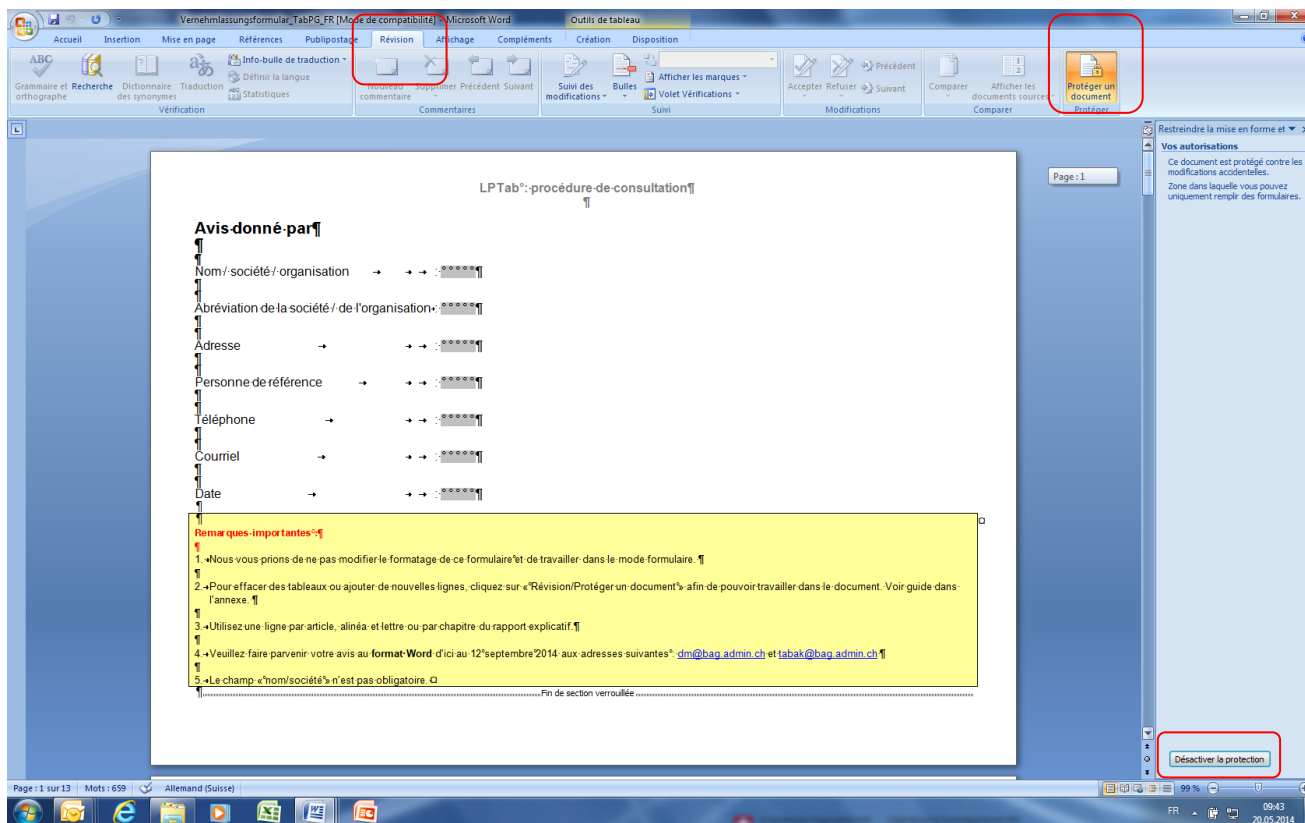 Vernehmlassungsformular_TabPG_FR [Mode de compatibilité] - Microsoft Word
Outils de tableau
Accueil Insertion Mise en page Références Publipostage Révision Affichage Compléments Création Disposition
ABC
Grammaire et orthographe
Recherche
Dictionnaire des synonymes
Traduction
Info-bulle de traduction
Définir la langue
ABC 123 Statistiques
Nouveau commentaire
Supprimer Précédent Suivant
Suivi des modifications
Bulles
Afficher les marques
Volet Vérifications
Accepter Refuser
Précédent
Suivant
Comparer
Afficher les documents sources
Protéger un document
Vérification Commentaires Suivi Modifications Comparer Protéger
L
Restreindre la mise en forme et
Vos autorisations
Ce document est protégé contre les
modifications accidentelles.
Zone dans laquelle vous pouvez
uniquement remplir des formulaires.
Page : 1
LPTab°:·procédure·de·consultation¶
¶
Avis·donné·par¶
¶
¶
Nom·/·société·/·organisation → → → :·°°°°°¶
¶
¶
Abréviation·de·la·société·/·de·l'organisation→:·°°°°°¶
¶
¶
Adresse → → → :·°°°°°¶
¶
¶
Personne·de·référence → → → :·°°°°°¶
¶
¶
Téléphone → → → :·°°°°°¶
¶
¶
Courriel → → → :·°°°°°¶
¶
¶
Date → → → :·°°°°°¶
¶
¶
Remarques·importantes°:¶
¶
1.→Nous·vous·prions·de·ne·pas·modifier·le·formatage·de·ce·formulaire°et·de·travailler·dans·le·mode·formulaire. ¶
¶
2.→Pour·effacer·des·tableaux·ou·ajouter·de·nouvelles·lignes,·cliquez·sur·«°Révision/Protéger·un·document°»·afin·de·pouvoir·travailler·dans·le·document.·Voir·guide·dans·
l'annexe. ¶
¶
3.→Utilisez·une·ligne·par·article,·alinéa·et·lettre·ou·par·chapitre·du·rapport·explicatif.¶
¶
4.→Veuillez·faire·parvenir·votre·avis·au·format·Word·d'ici·au·12°septembre°2014·aux·adresses·suivantes°:·dm@bag.admin.ch·et·tabak@bag.admin.ch·¶
¶
5.→Le·champ·«°nom/société°»·n'est·pas·obligatoire.·¤
¤
¶ Fin de section verrouillée
Désactiver la protection
Page : 1 sur 13 Mots : 659 Allemand (Suisse) 99 %
FR 09:43
20.05.2014